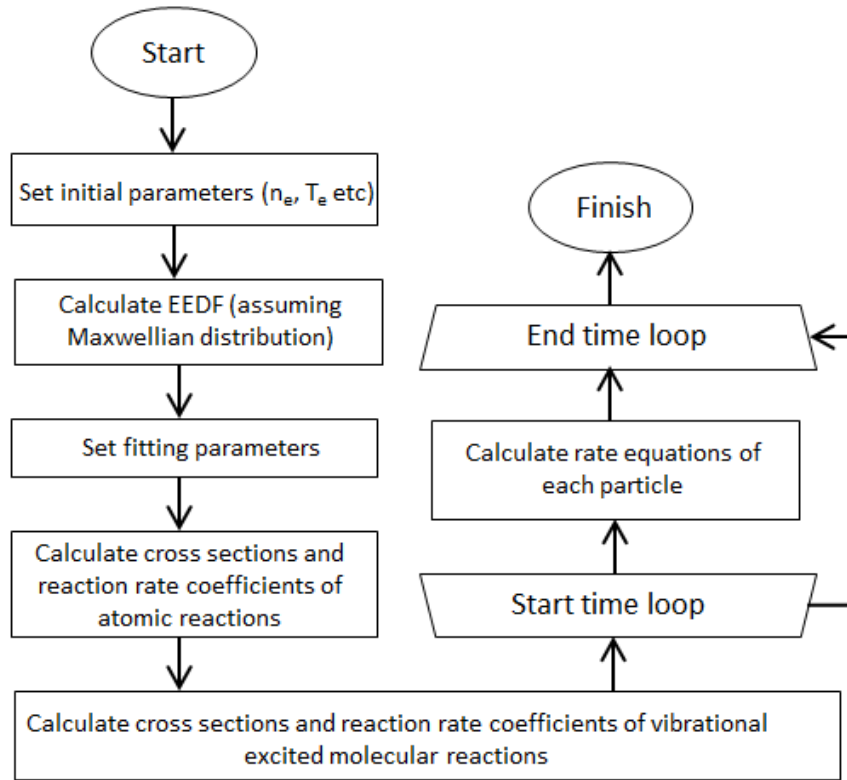 Start
Set initial parameters (nₑ, Tₑ etc)
Calculate EEDF (assuming
Maxwellian distribution)
Set fitting parameters
Calculate cross sections and
reaction rate coefficients of
atomic reactions
Calculate cross sections and reaction rate coefficients of vibrational
excited molecular reactions
Start time loop
Calculate rate equations of
each particle
End time loop
Finish